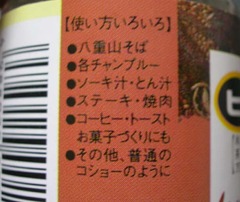 【使い方いろいろ】
●八重山そば
●各チャンプルー
●ソーキ汁・とん汁
●ステーキ・焼肉
●コーヒー・トースト
お菓子づくりにも
●その他、普通の
コショーのように